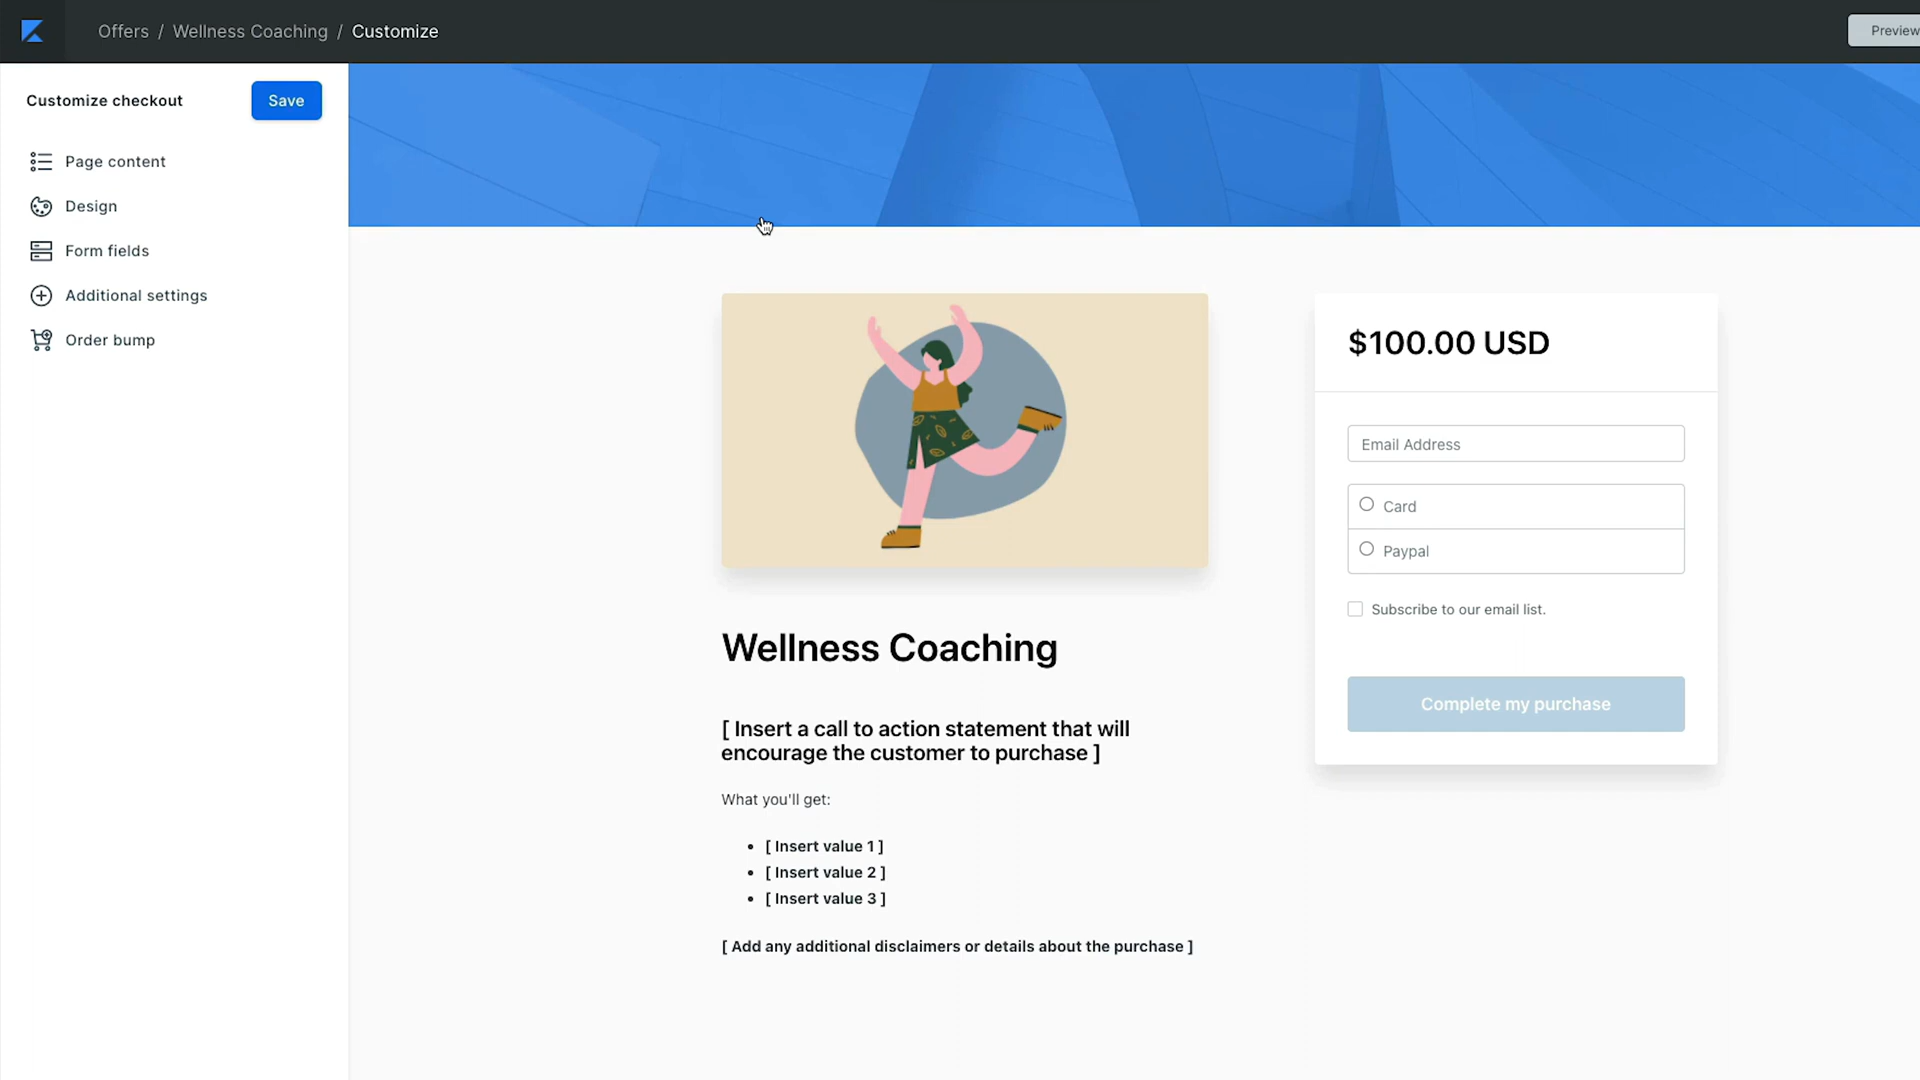 Offers / Wellness Coaching / Customize
Preview
Customize checkout
Save
Page content
Design
Form fields
Additional settings
Order bump
$100.00 USD
Email Address
Card
Paypal
Subscribe to our email list.
Complete my purchase
Wellness Coaching
[ Insert a call to action statement that will
encourage the customer to purchase ]
What you'll get:
• [ Insert value 1 ]
• [ Insert value 2 ]
• [ Insert value 3 ]
[ Add any additional disclaimers or details about the purchase ]